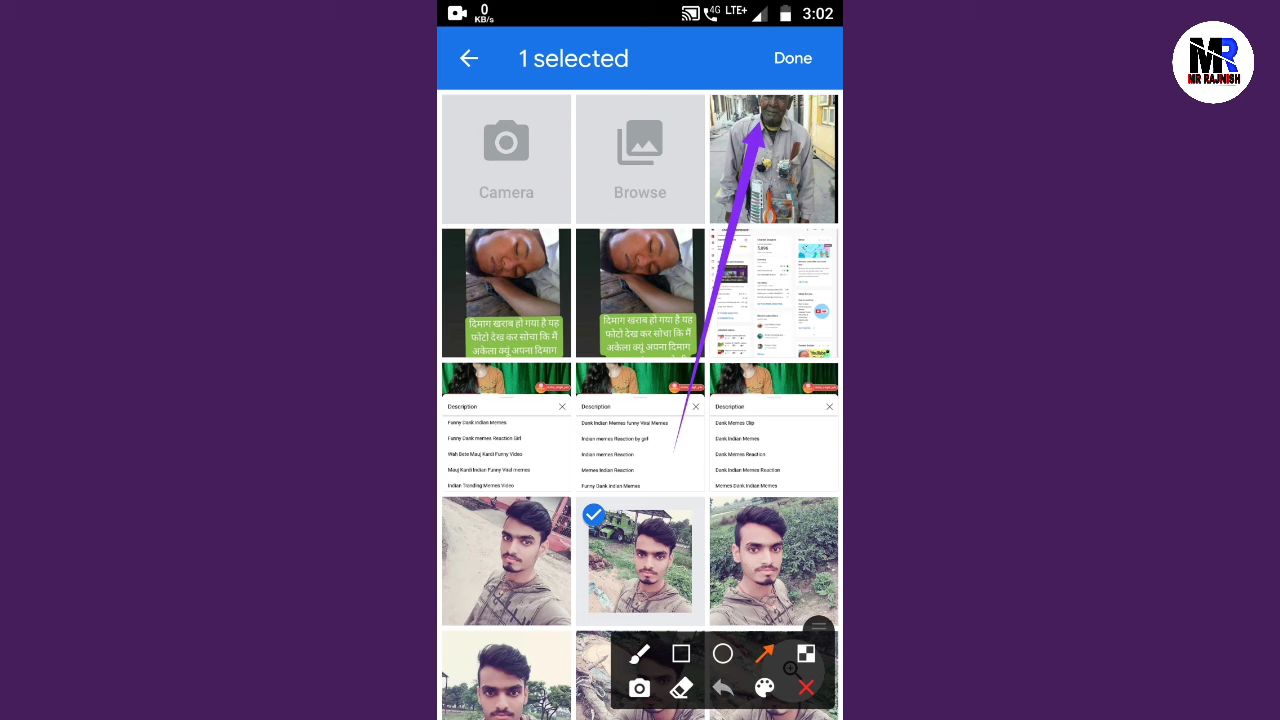 0
KB/s
4G
LTE+
3:02
1 selected
Done
MR
MR RAJNISH
Camera
Browse
दिमाग खराब हो गया है यह
फोटो देख कर सोचा कि मैं
अकेला क्यूं अपना दिमाग
दिमाग खराब हो गया है यह
फोटो देख कर सोचा कि मैं
अकेला क्यूं अपना दिमाग
YouTube
Description
Funny Dank Indian Memes
Funny Dank memes Reaction Girl
Wah Bete Mauj Kardi Funny Video
Mauj Kardi Indian Funny Viral memes
Indian Tranding Memes Video
Description
Dank Indian Memes funny Viral Memes
Indian memes Reaction by girl
Indian memes Reaction
Memes Indian Reaction
Funny Dank Indian Memes
Description
Dank Memes Clip
Dank Indian Memes
Dank Memes Reaction
Dank Indian Memes Reaction
Memes Dank Indian Memes